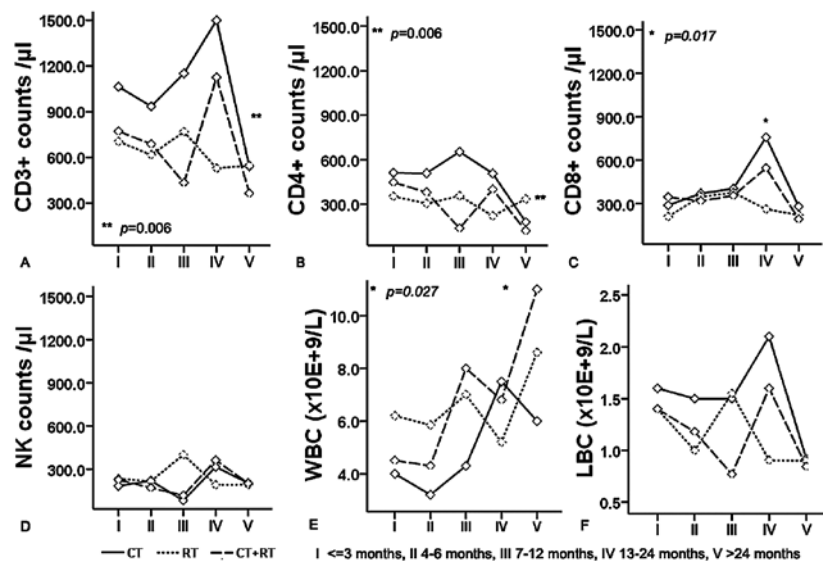 1500.0
1200.0
900.0
600.0
300.0
CD3+ counts /µl
**
** p=0.006
A
I II III IV V
1500.0
1200.0
900.0
600.0
300.0
CD4+ counts /µl
** p=0.006
**
B
I II III IV V
1500.0
1200.0
900.0
600.0
300.0
CD8+ counts /µl
* p=0.017
*
C
I II III IV V
1500.0
1200.0
900.0
600.0
300.0
NK counts /µl
D
I II III IV V
10.0
8.0
6.0
4.0
WBC (x10E+9/L)
* p=0.027
*
E
I II III IV V
2.5
2.0
1.5
1.0
0.5
LBC (x10E+9/L)
F
I II III IV V
CT RT CT+RT
I <=3 months, II 4-6 months, III 7-12 months, IV 13-24 months, V >24 months